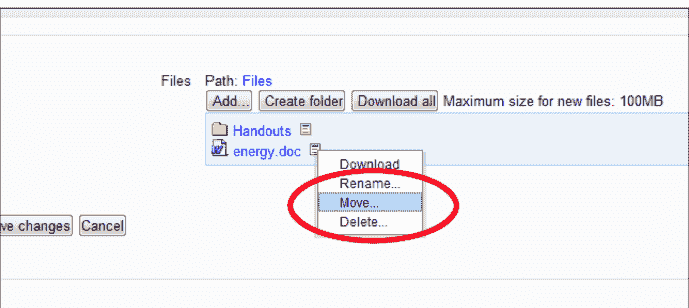 Files Path: Files
Add... Create folder Download all Maximum size for new files: 100MB
Handouts
energy.doc
Download
Rename...
Move...
Delete...
ve changes Cancel